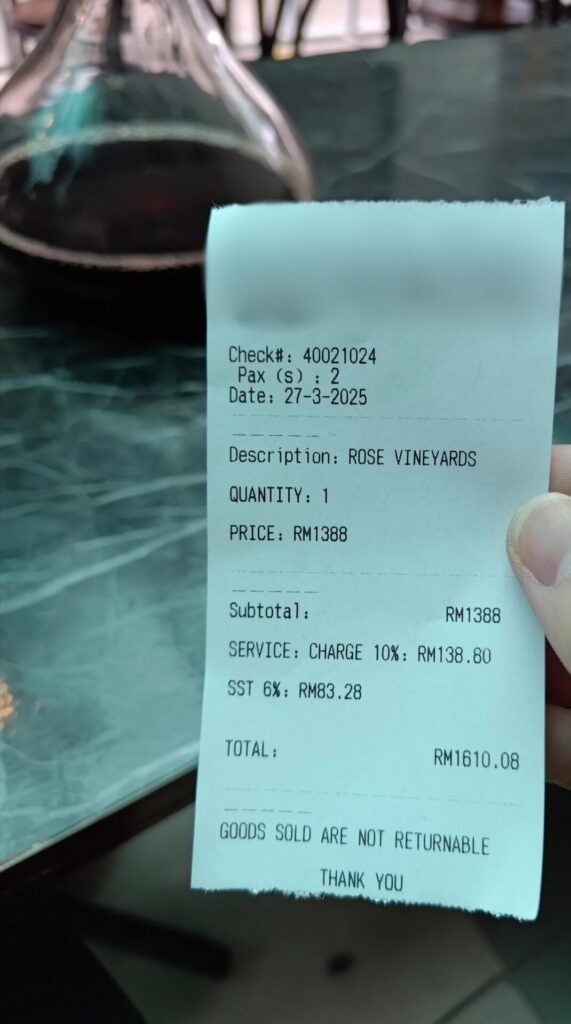 Check#: 40021024
Pax (s) : 2
Date: 27-3-2025
Description: ROSE VINEYARDS
QUANTITY: 1
PRICE: RM1388
Subtotal: RM1388
SERVICE: CHARGE 10%: RM138.80
SST 6%: RM83.28
TOTAL: RM1610.08
GOODS SOLD ARE NOT RETURNABLE
THANK YOU